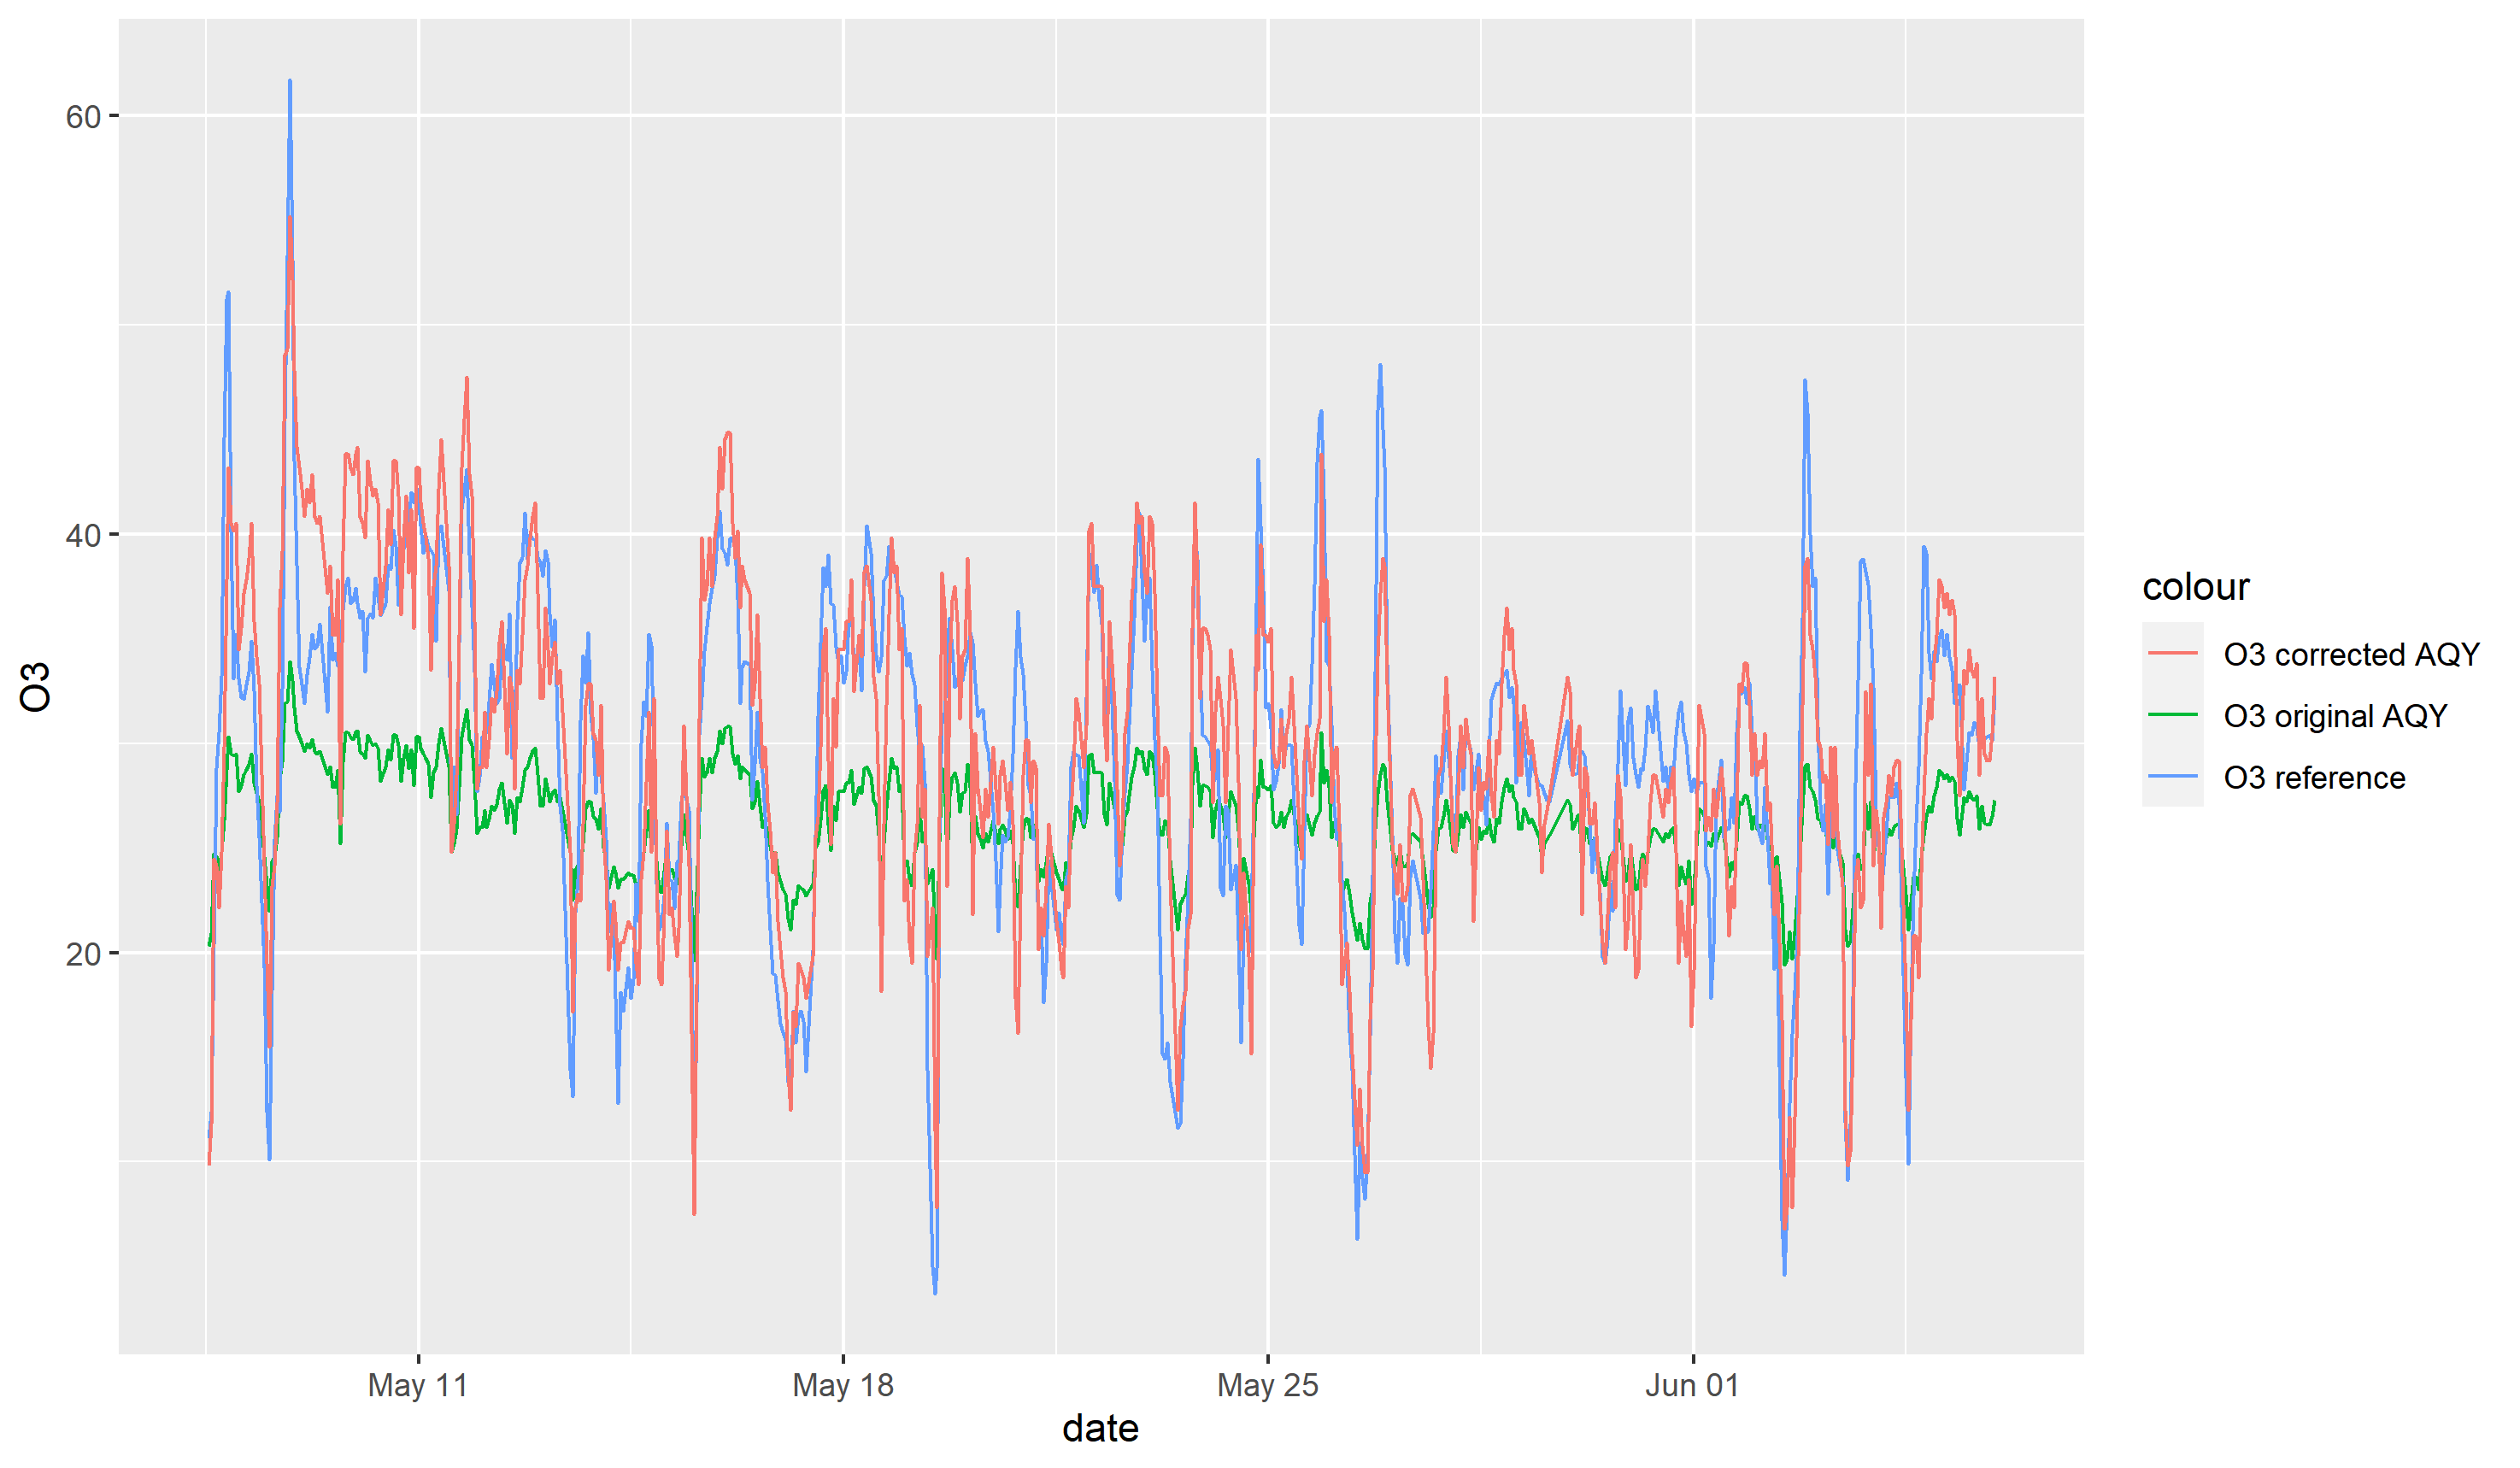 60
40
20
O3
May 11
May 18
May 25
Jun 01
date
colour
O3 corrected AQY
O3 original AQY
O3 reference